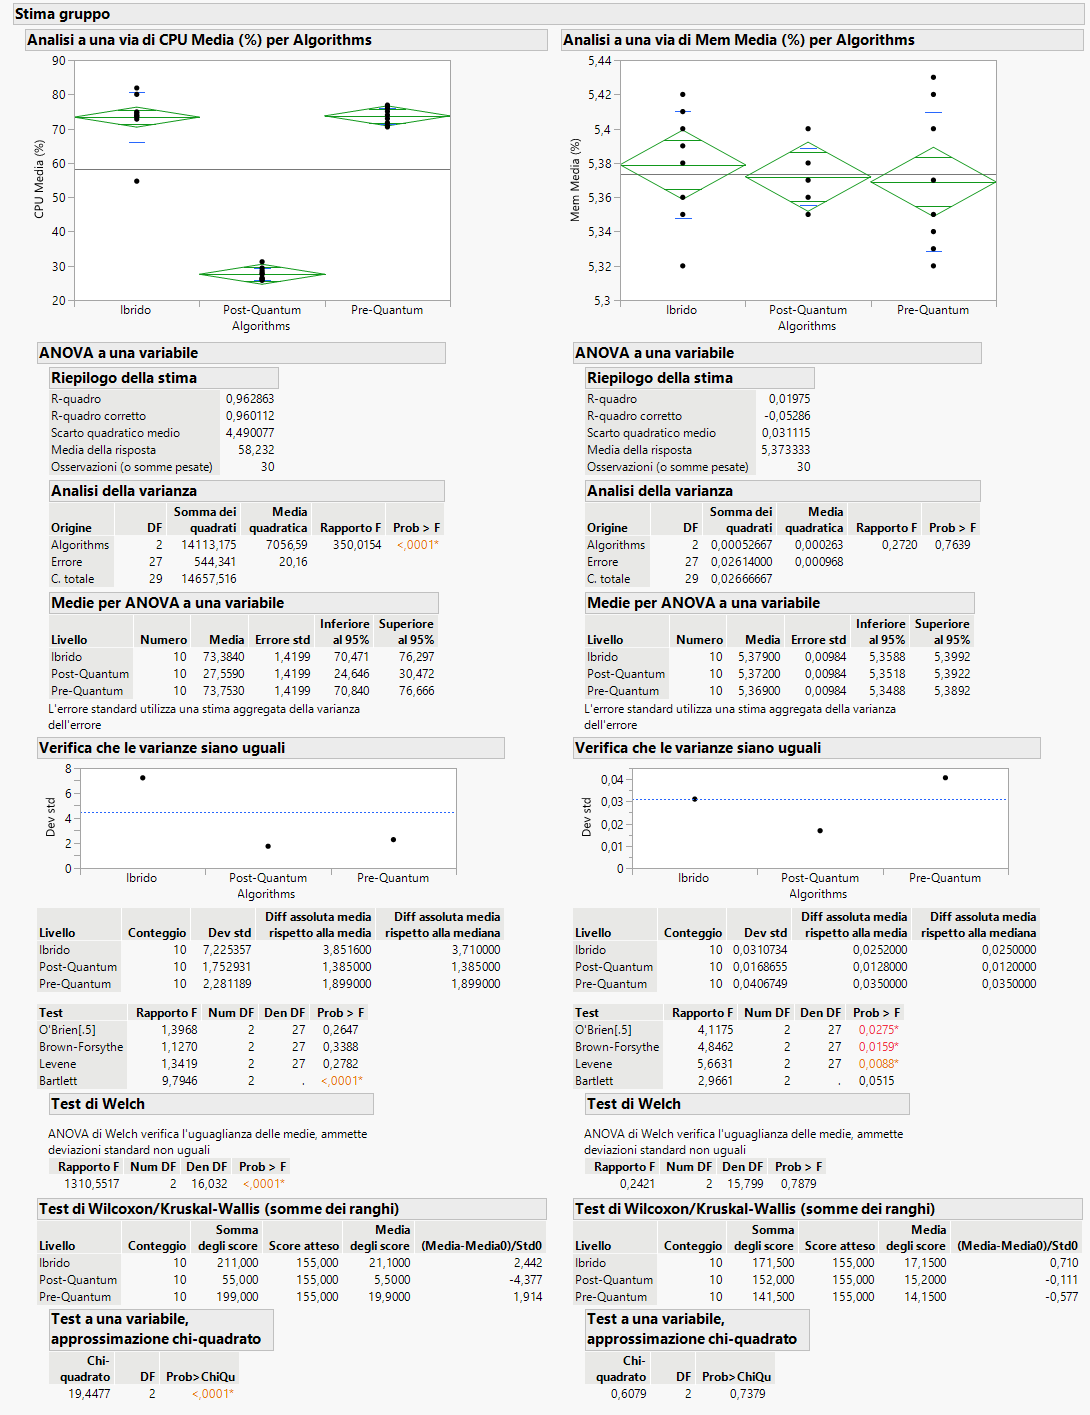 Stima gruppo
Analisi a una via di CPU Media (%) per Algorithms
90
80
70
60
50
40
30
20
CPU Media (%)
Ibrido Post-Quantum Pre-Quantum
Algorithms
ANOVA a una variabile
Riepilogo della stima
R-quadro 0,962863
R-quadro corretto 0,960112
Scarto quadratico medio 4,490077
Media della risposta 58,232
Osservazioni (o somme pesate) 30
Analisi della varianza
Somma dei Media
Origine DF quadrati quadratica Rapporto F Prob > F
Algorithms 2 14113,175 7056,59 350,0154 <,0001*
Errore 27 544,341 20,16
C. totale 29 14657,516
Medie per ANOVA a una variabile
Inferiore Superiore
Livello Numero Media Errore std al 95% al 95%
Ibrido 10 73,3840 1,4199 70,471 76,297
Post-Quantum 10 27,5590 1,4199 24,646 30,472
Pre-Quantum 10 73,7530 1,4199 70,840 76,666
L'errore standard utilizza una stima aggregata della varianza
dell'errore
Verifica che le varianze siano uguali
8
6
4
2
0
Dev std
Ibrido Post-Quantum Pre-Quantum
Algorithms
Diff assoluta media Diff assoluta media
Livello Conteggio Dev std rispetto alla media rispetto alla mediana
Ibrido 10 7,225357 3,851600 3,710000
Post-Quantum 10 1,752931 1,385000 1,385000
Pre-Quantum 10 2,281189 1,899000 1,899000
Test Rapporto F Num DF Den DF Prob > F
O'Brien[.5] 1,3968 2 27 0,2647
Brown-Forsythe 1,1270 2 27 0,3388
Levene 1,3419 2 27 0,2782
Bartlett 9,7946 2 . <,0001*
Test di Welch
ANOVA di Welch verifica l'uguaglianza delle medie, ammette
deviazioni standard non uguali
Rapporto F Num DF Den DF Prob > F
1310,5517 2 16,032 <,0001*
Test di Wilcoxon/Kruskal-Wallis (somme dei ranghi)
Somma Media
Livello Conteggio degli score Score atteso degli score (Media-Media0)/Std0
Ibrido 10 211,000 155,000 21,1000 2,442
Post-Quantum 10 55,000 155,000 5,5000 -4,377
Pre-Quantum 10 199,000 155,000 19,9000 1,914
Test a una variabile,
approssimazione chi-quadrato
Chi-
quadrato DF Prob>ChiQu
19,4477 2 <,0001*
Analisi a una via di Mem Media (%) per Algorithms
5,44
5,42
5,4
5,38
5,36
5,34
5,32
5,3
Mem Media (%)
Ibrido Post-Quantum Pre-Quantum
Algorithms
ANOVA a una variabile
Riepilogo della stima
R-quadro 0,01975
R-quadro corretto -0,05286
Scarto quadratico medio 0,031115
Media della risposta 5,373333
Osservazioni (o somme pesate) 30
Analisi della varianza
Somma dei Media
Origine DF quadrati quadratica Rapporto F Prob > F
Algorithms 2 0,00052667 0,000263 0,2720 0,7639
Errore 27 0,02614000 0,000968
C. totale 29 0,02666667
Medie per ANOVA a una variabile
Inferiore Superiore
Livello Numero Media Errore std al 95% al 95%
Ibrido 10 5,37900 0,00984 5,3588 5,3992
Post-Quantum 10 5,37200 0,00984 5,3518 5,3922
Pre-Quantum 10 5,36900 0,00984 5,3488 5,3892
L'errore standard utilizza una stima aggregata della varianza
dell'errore
Verifica che le varianze siano uguali
0,04
0,03
0,02
0,01
0
Dev std
Ibrido Post-Quantum Pre-Quantum
Algorithms
Diff assoluta media Diff assoluta media
Livello Conteggio Dev std rispetto alla media rispetto alla mediana
Ibrido 10 0,0310734 0,0252000 0,0250000
Post-Quantum 10 0,0168655 0,0128000 0,0120000
Pre-Quantum 10 0,0406749 0,0350000 0,0350000
Test Rapporto F Num DF Den DF Prob > F
O'Brien[.5] 4,1175 2 27 0,0275*
Brown-Forsythe 4,8462 2 27 0,0159*
Levene 5,6631 2 27 0,0088*
Bartlett 2,9661 2 . 0,0515
Test di Welch
ANOVA di Welch verifica l'uguaglianza delle medie, ammette
deviazioni standard non uguali
Rapporto F Num DF Den DF Prob > F
0,2421 2 15,799 0,7879
Test di Wilcoxon/Kruskal-Wallis (somme dei ranghi)
Somma Media
Livello Conteggio degli score Score atteso degli score (Media-Media0)/Std0
Ibrido 10 171,500 155,000 17,1500 0,710
Post-Quantum 10 152,000 155,000 15,2000 -0,111
Pre-Quantum 10 141,500 155,000 14,1500 -0,577
Test a una variabile,
approssimazione chi-quadrato
Chi-
quadrato DF Prob>ChiQu
0,6079 2 0,7379